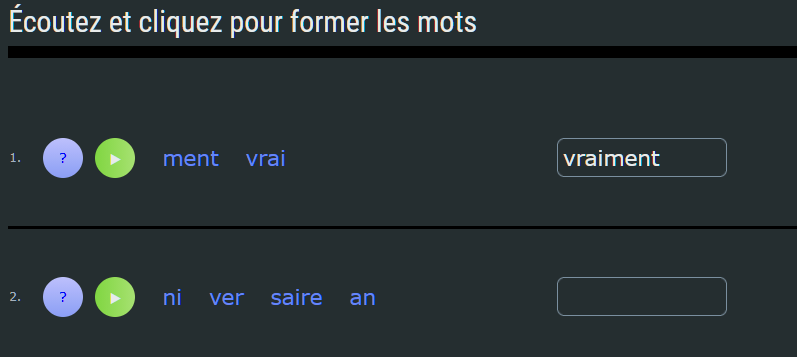 Écoutez et cliquez pour former les mots
1. ? ment vrai vraiment
2. ? ni ver saire an